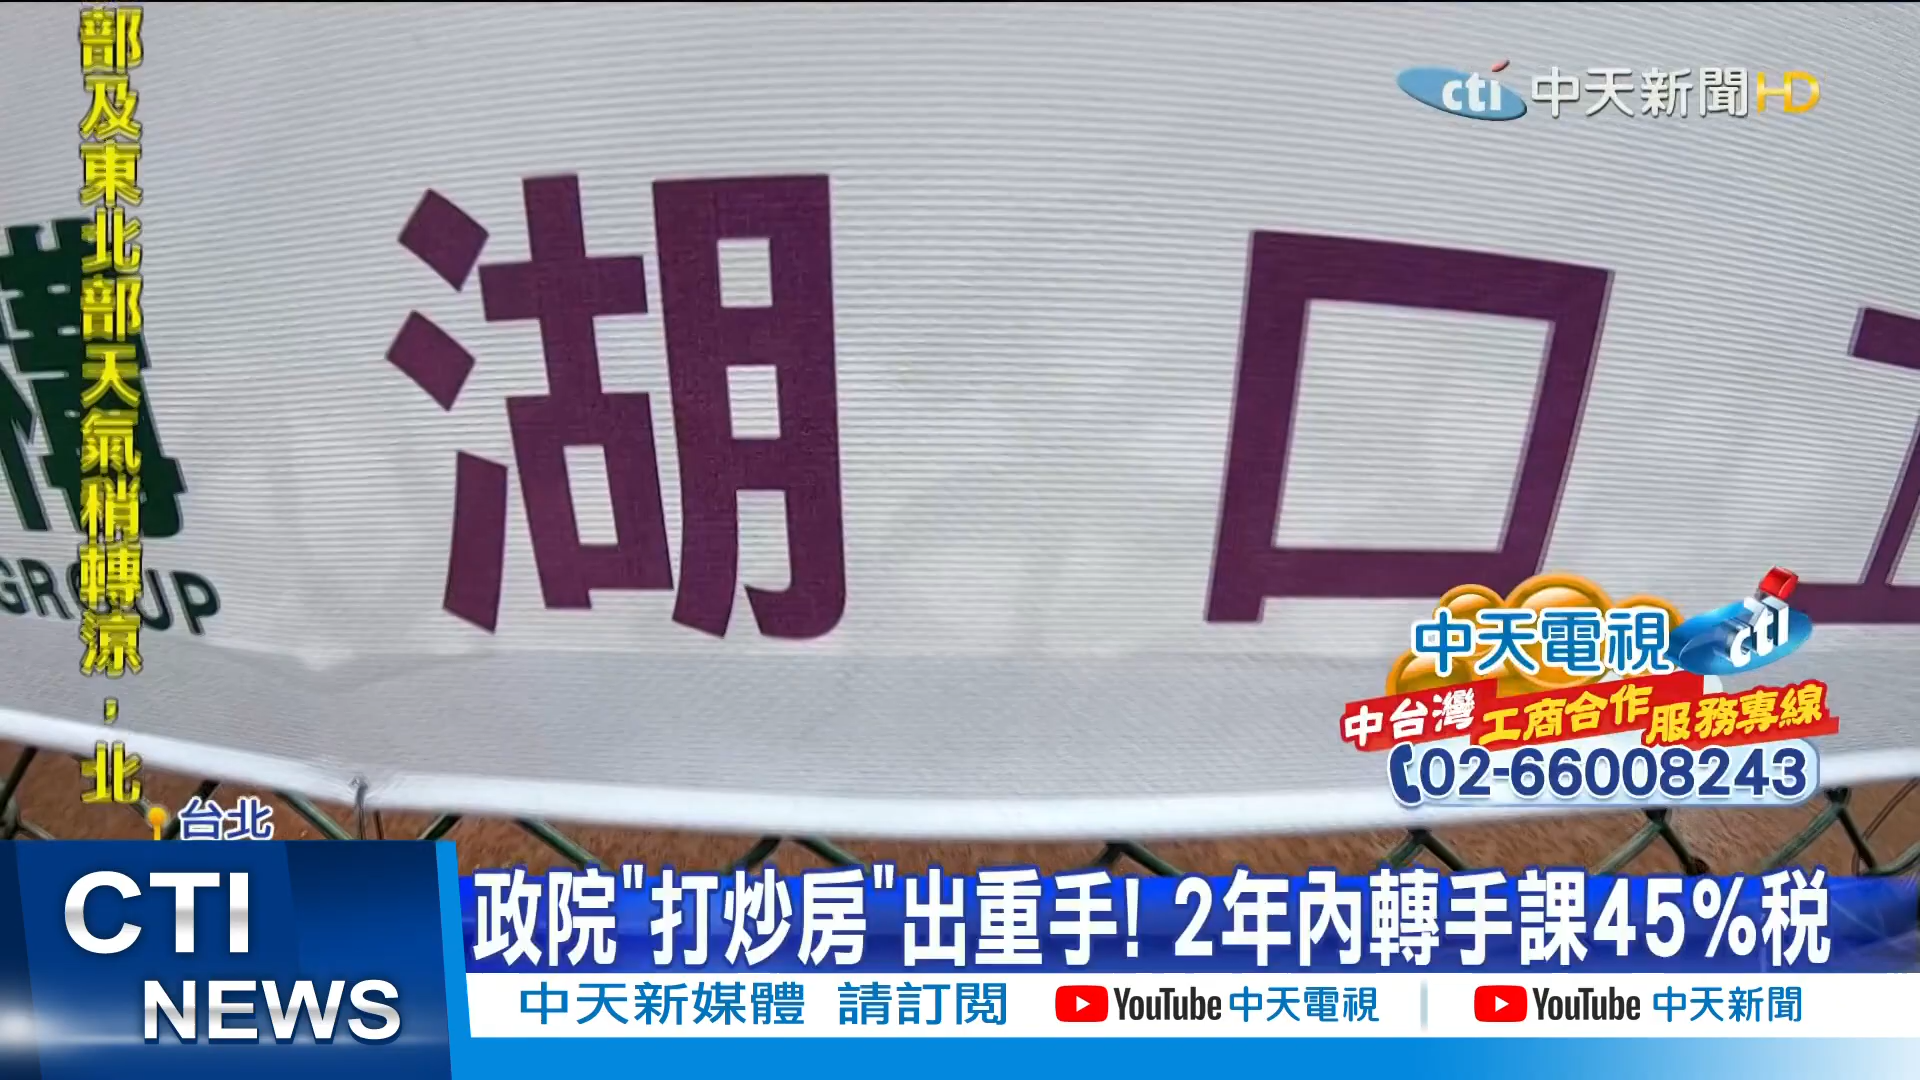 部及東北部天氣稍轉涼，北
cti 中天新聞HD
湖口
GROUP
中天電視 cti
中台灣 工商合作 服務專線
02-66008243
台北
CTI NEWS
政院"打炒房"出重手! 2年內轉手課45%稅
中天新媒體 請訂閱 YouTube 中天電視 YouTube 中天新聞